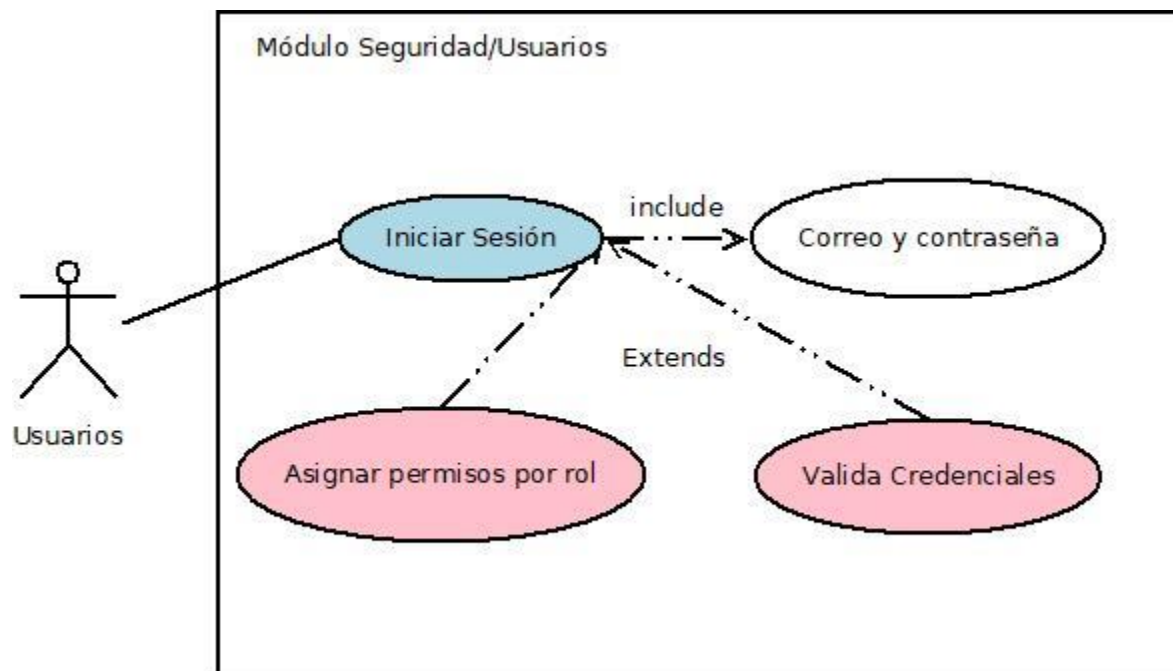 Módulo Seguridad/Usuarios
include
Iniciar Sesión
Correo y contraseña
Extends
Usuarios
Asignar permisos por rol
Valida Credenciales